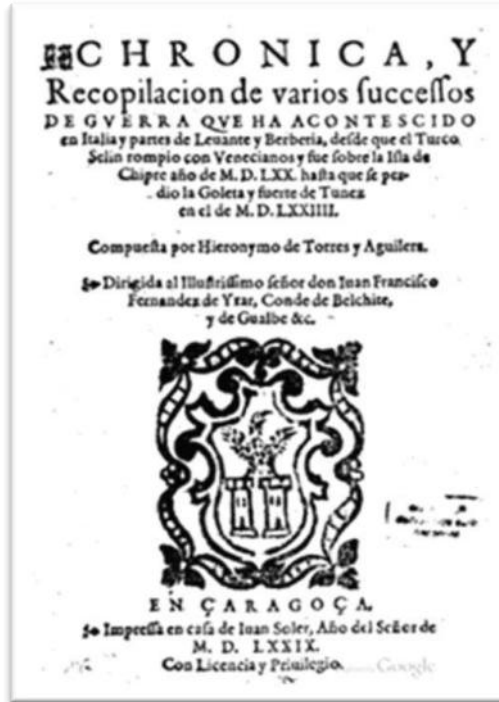 CHRONICA, Y
Recopilacion de varios ſucceſſos
DE GVERRA QVE HA ACONTESCIDO
en Italia y partes de Leuante y Berberia, deſde que el Turco
Selin rompio con Venecianos y fue ſobre la Iſla de
Chipre año de M. D. LXX. haſta que ſe per-
dio la Goleta y fuerte de Tunez
en el de M. D. LXXIIII.
Compueſta por Hieronymo de Torres y Aguilera.
Dirigida al Illuſtriſſimo ſeñor don Iuan Franciſco
Fernandez de Yxar, Conde de Belchite,
y de Gualbe &c.
EN ÇARAGOÇA,
Impreſſa en caſa de Iuan Soler, Año del Señor de
M. D. LXXIX.
Con Licencia y Priuilegio.
Google